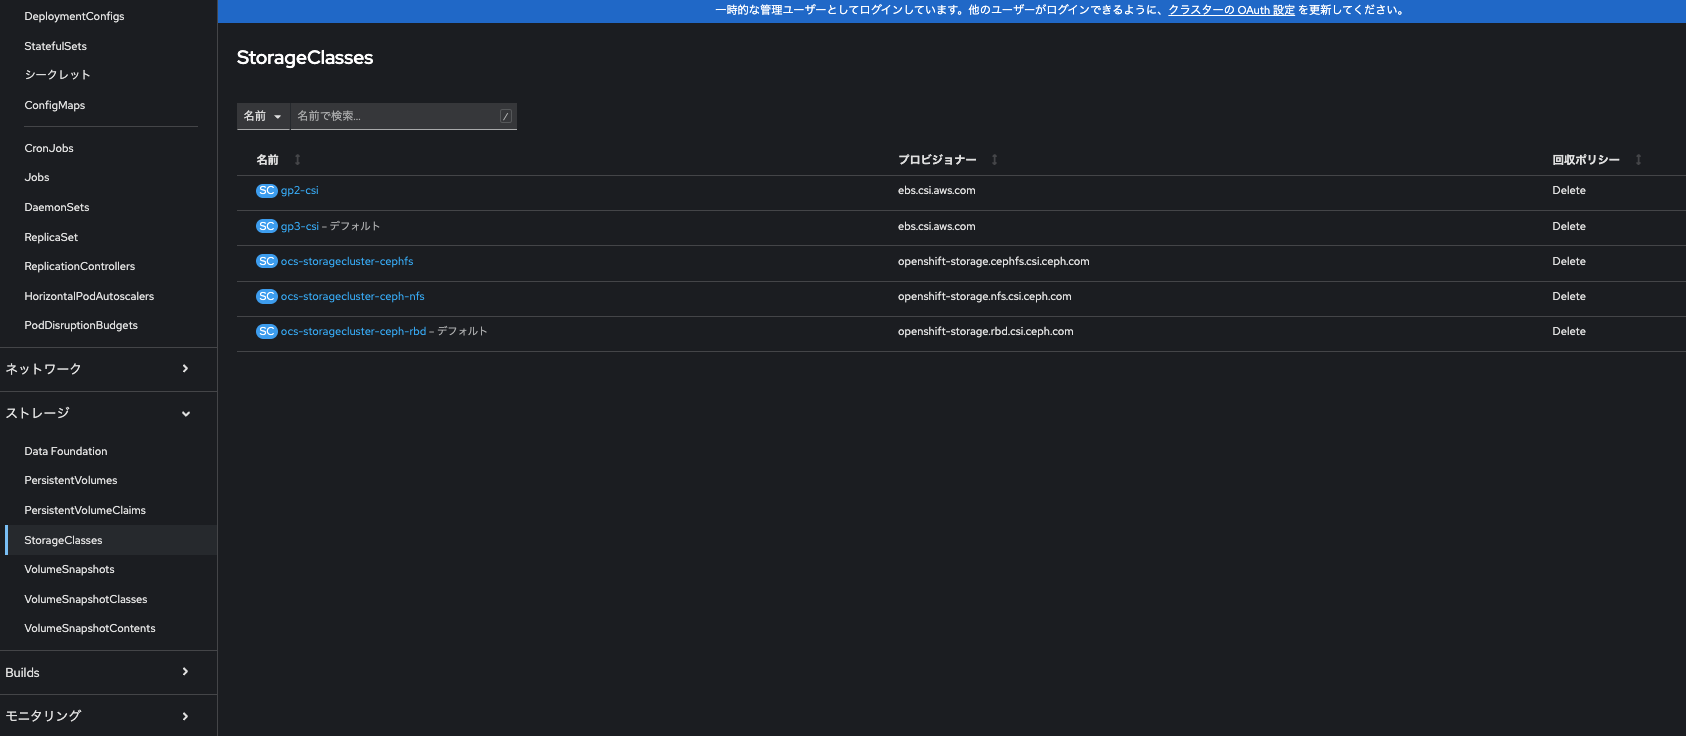 DeploymentConfigs
StatefulSets
シークレット
ConfigMaps
CronJobs
Jobs
DaemonSets
ReplicaSet
ReplicationControllers
HorizontalPodAutoscalers
PodDisruptionBudgets
ネットワーク
ストレージ
Data Foundation
PersistentVolumes
PersistentVolumeClaims
StorageClasses
VolumeSnapshots
VolumeSnapshotClasses
VolumeSnapshotContents
Builds
モニタリング
一時的な管理ユーザーとしてログインしています。他のユーザーがログインできるように、クラスターの OAuth 設定 を更新してください。
StorageClasses
名前 名前で検索... /
名前 プロビジョナー 回収ポリシー
SC gp2-csi ebs.csi.aws.com Delete
SC gp3-csi – デフォルト ebs.csi.aws.com Delete
SC ocs-storagecluster-cephfs openshift-storage.cephfs.csi.ceph.com Delete
SC ocs-storagecluster-ceph-nfs openshift-storage.nfs.csi.ceph.com Delete
SC ocs-storagecluster-ceph-rbd – デフォルト openshift-storage.rbd.csi.ceph.com Delete